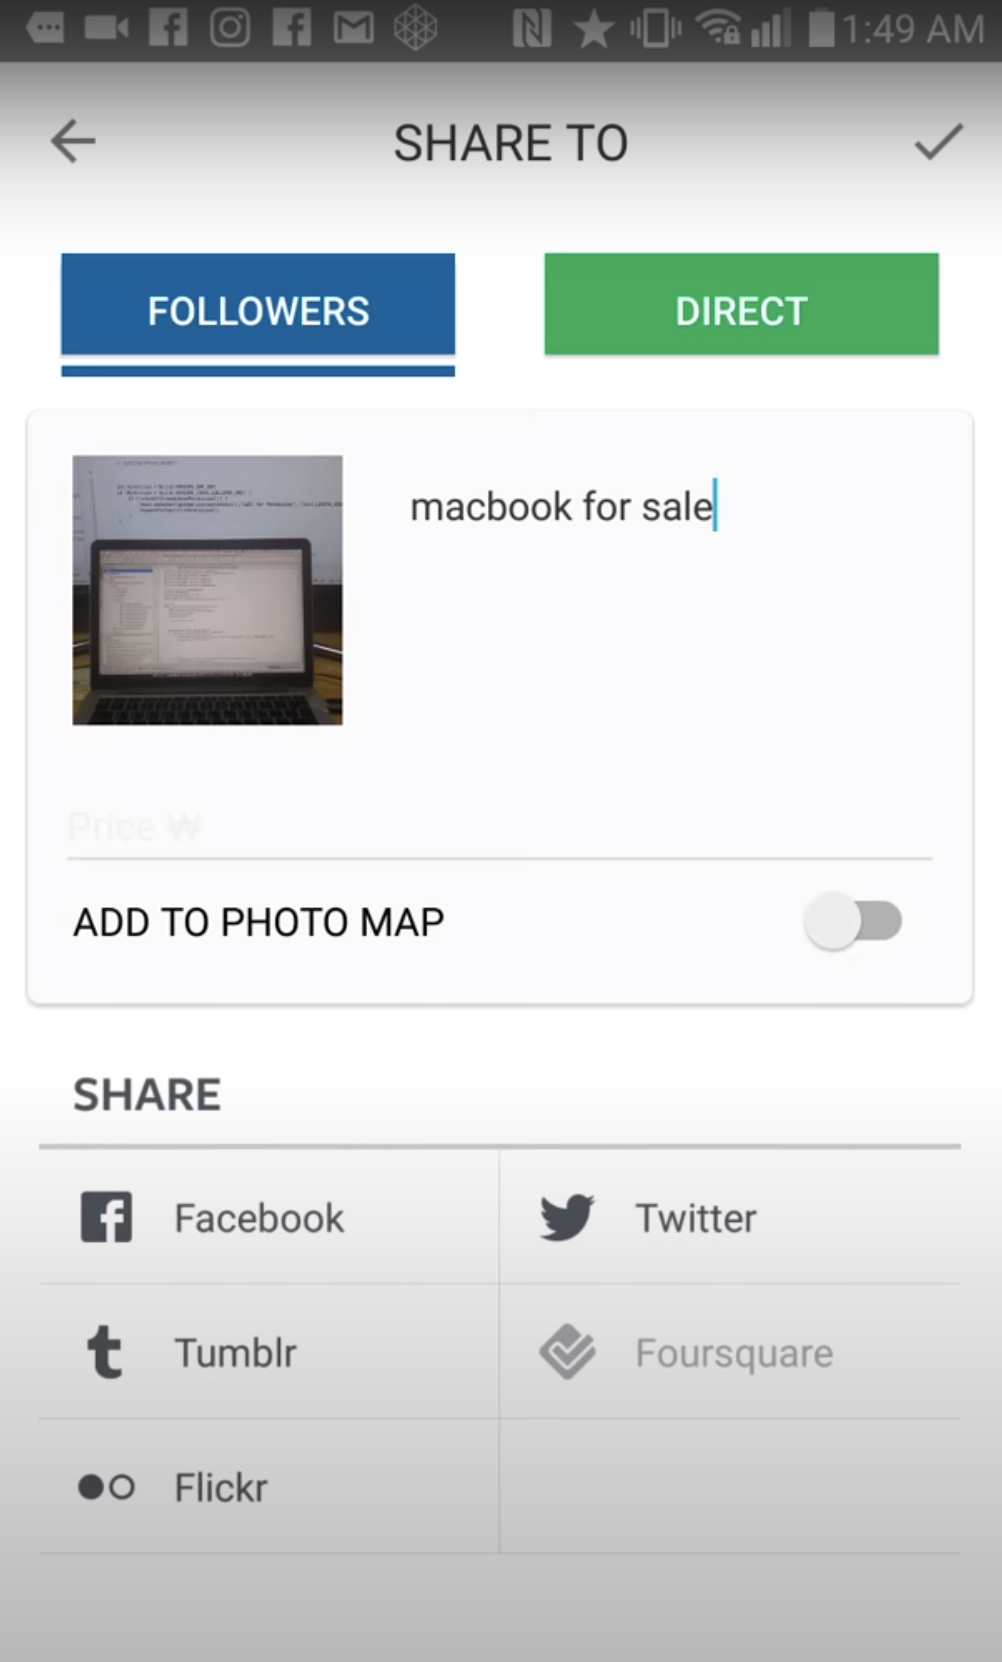 1:49 AM
SHARE TO
FOLLOWERS
DIRECT
macbook for sale
Price ₩
ADD TO PHOTO MAP
SHARE
Facebook
Twitter
Tumblr
Foursquare
Flickr